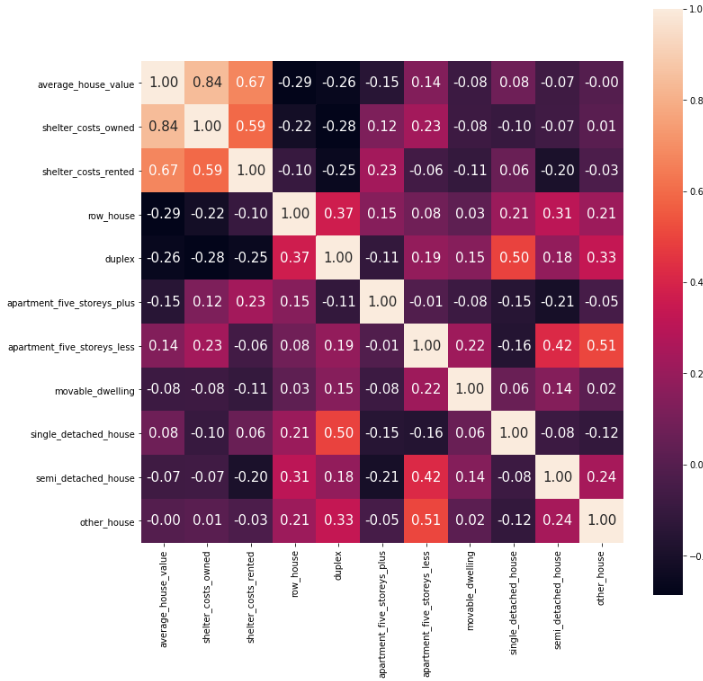 1.0
average_house_value 1.00 0.84 0.67 -0.29 -0.26 -0.15 0.14 -0.08 0.08 -0.07 -0.00
shelter_costs_owned 0.84 1.00 0.59 -0.22 -0.28 0.12 0.23 -0.08 -0.10 -0.07 0.01
0.8
shelter_costs_rented 0.67 0.59 1.00 -0.10 -0.25 0.23 -0.06 -0.11 0.06 -0.20 -0.03
row_house -0.29 -0.22 -0.10 1.00 0.37 0.15 0.08 0.03 0.21 0.31 0.21
0.6
duplex -0.26 -0.28 -0.25 0.37 1.00 -0.11 0.19 0.15 0.50 0.18 0.33
apartment_five_storeys_plus -0.15 0.12 0.23 0.15 -0.11 1.00 -0.01 -0.08 -0.15 -0.21 -0.05
0.4
apartment_five_storeys_less 0.14 0.23 -0.06 0.08 0.19 -0.01 1.00 0.22 -0.16 0.42 0.51
movable_dwelling -0.08 -0.08 -0.11 0.03 0.15 -0.08 0.22 1.00 0.06 0.14 0.02
0.2
single_detached_house 0.08 -0.10 0.06 0.21 0.50 -0.15 -0.16 0.06 1.00 -0.08 -0.12
0.0
semi_detached_house -0.07 -0.07 -0.20 0.31 0.18 -0.21 0.42 0.14 -0.08 1.00 0.24
other_house -0.00 0.01 -0.03 0.21 0.33 -0.05 0.51 0.02 -0.12 0.24 1.00
average_house_value
shelter_costs_owned
shelter_costs_rented
row_house
duplex
apartment_five_storeys_plus
apartment_five_storeys_less
movable_dwelling
single_detached_house
semi_detached_house
other_house